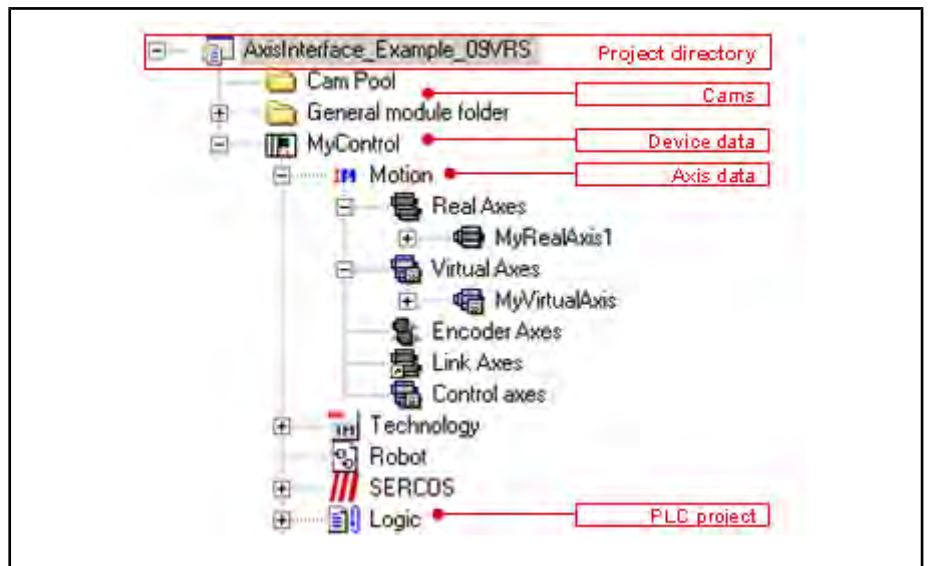 AxisInterface_Example_09VRS Project directory
Cam Pool
Cams
General module folder
MyControl Device data
Motion Axis data
Real Axes
MyRealAxis1
Virtual Axes
MyVirtualAxis
Encoder Axes
Link Axes
Control axes
Technology
Robot
SERCOS
Logic PLC project